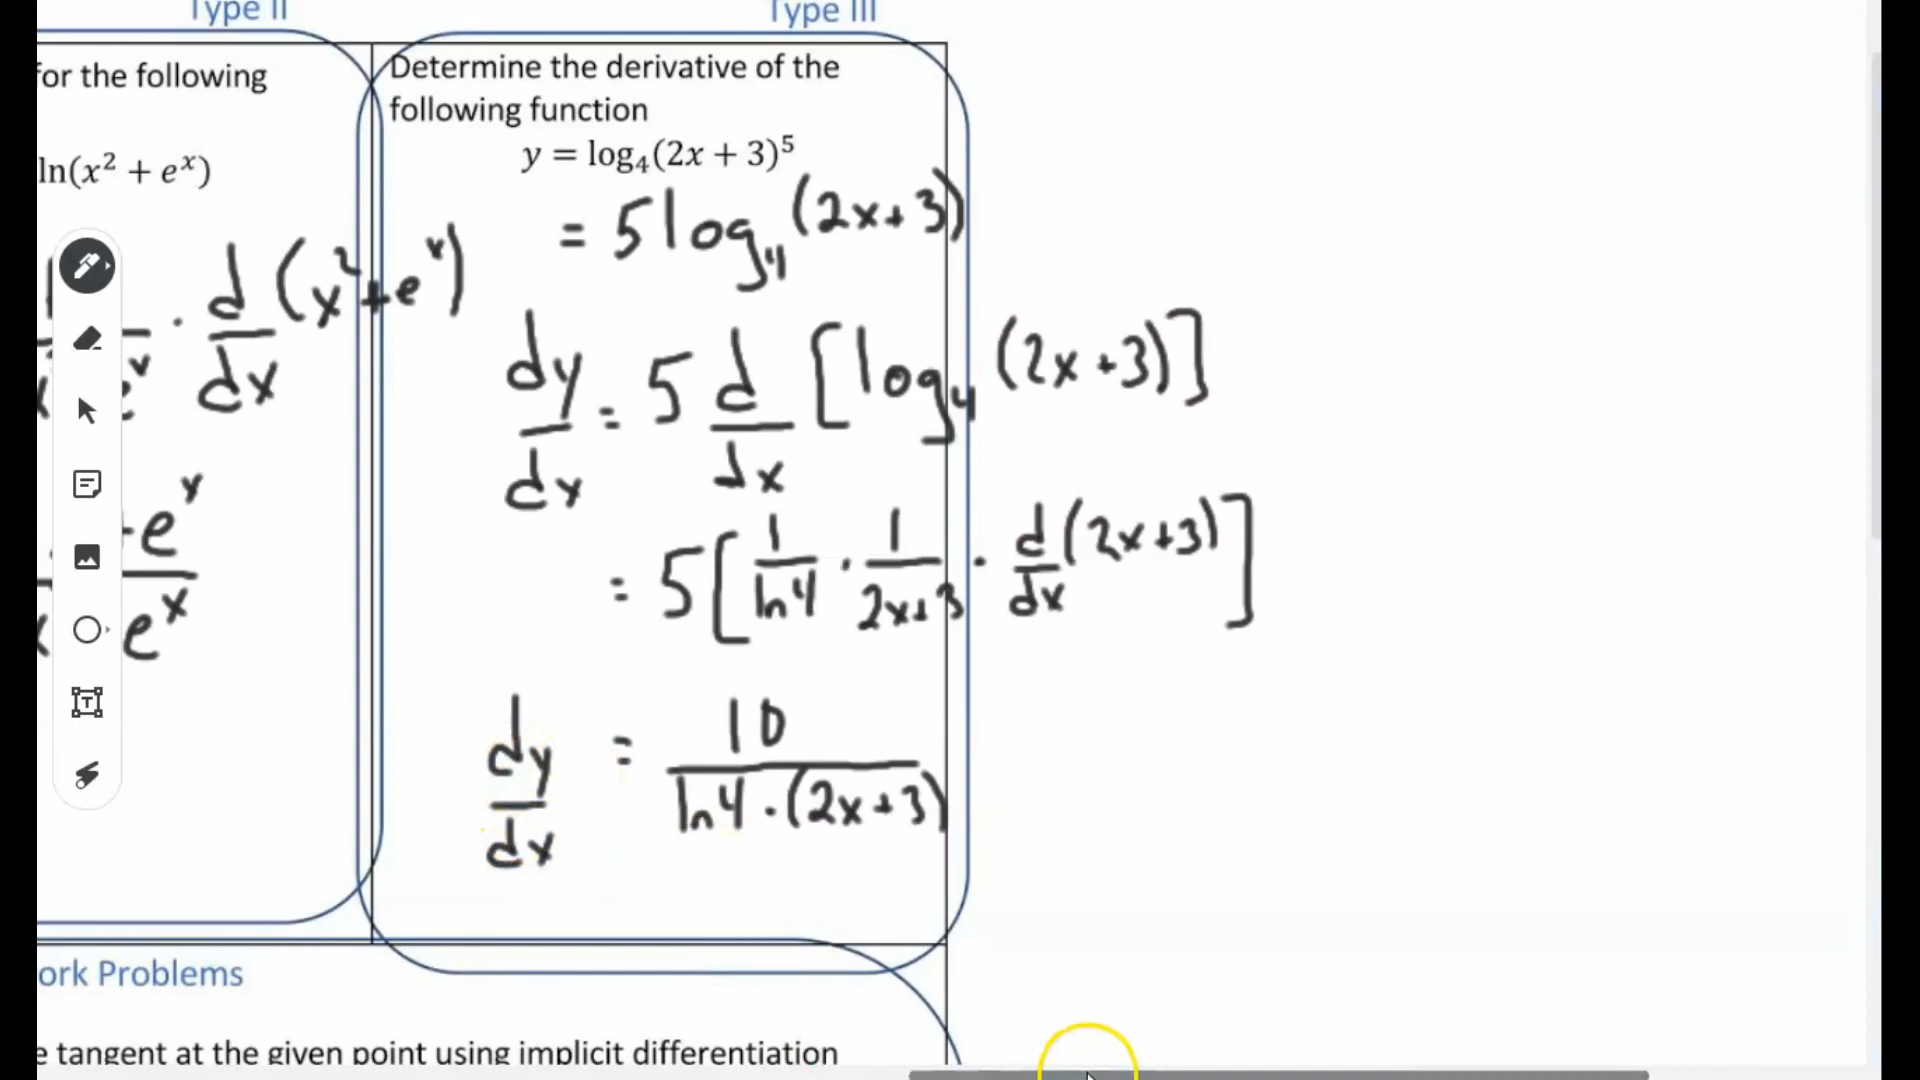 Type II
for the following
ln(x² + eˣ)
· d/dx (x² + eˣ)
eˣ
eˣ
Type III
Determine the derivative of the
following function
y = log₄(2x + 3)⁵
= 5 log₄ (2x+3)
dy/dx = 5 d/dx [log₄ (2x+3)]
= 5 [1/ln4 · 1/2x+3 · d/dx (2x+3)]
dy/dx = 10/ln4·(2x+3)
ork Problems
e tangent at the given point using implicit differentiation